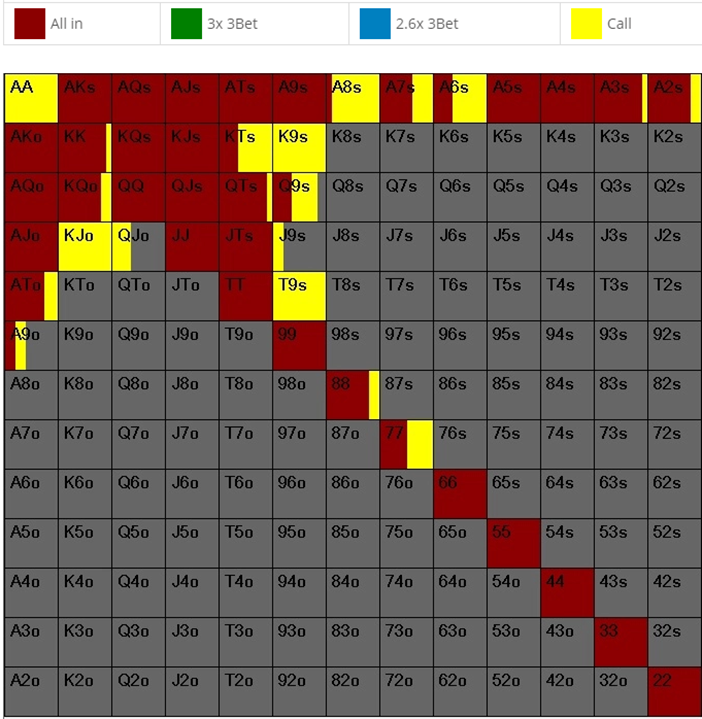 All in 3x 3Bet 2.6x 3Bet Call
AA AKs AQs AJs ATs A9s A8s A7s A6s A5s A4s A3s A2s
AKo KK KQs KJs KTs K9s K8s K7s K6s K5s K4s K3s K2s
AQo KQo QQ QJs QTs Q9s Q8s Q7s Q6s Q5s Q4s Q3s Q2s
AJo KJo QJo JJ JTs J9s J8s J7s J6s J5s J4s J3s J2s
ATo KTo QTo JTo TT T9s T8s T7s T6s T5s T4s T3s T2s
A9o K9o Q9o J9o T9o 99 98s 97s 96s 95s 94s 93s 92s
A8o K8o Q8o J8o T8o 98o 88 87s 86s 85s 84s 83s 82s
A7o K7o Q7o J7o T7o 97o 87o 77 76s 75s 74s 73s 72s
A6o K6o Q6o J6o T6o 96o 86o 76o 66 65s 64s 63s 62s
A5o K5o Q5o J5o T5o 95o 85o 75o 65o 55 54s 53s 52s
A4o K4o Q4o J4o T4o 94o 84o 74o 64o 54o 44 43s 42s
A3o K3o Q3o J3o T3o 93o 83o 73o 63o 53o 43o 33 32s
A2o K2o Q2o J2o T2o 92o 82o 72o 62o 52o 42o 32o 22